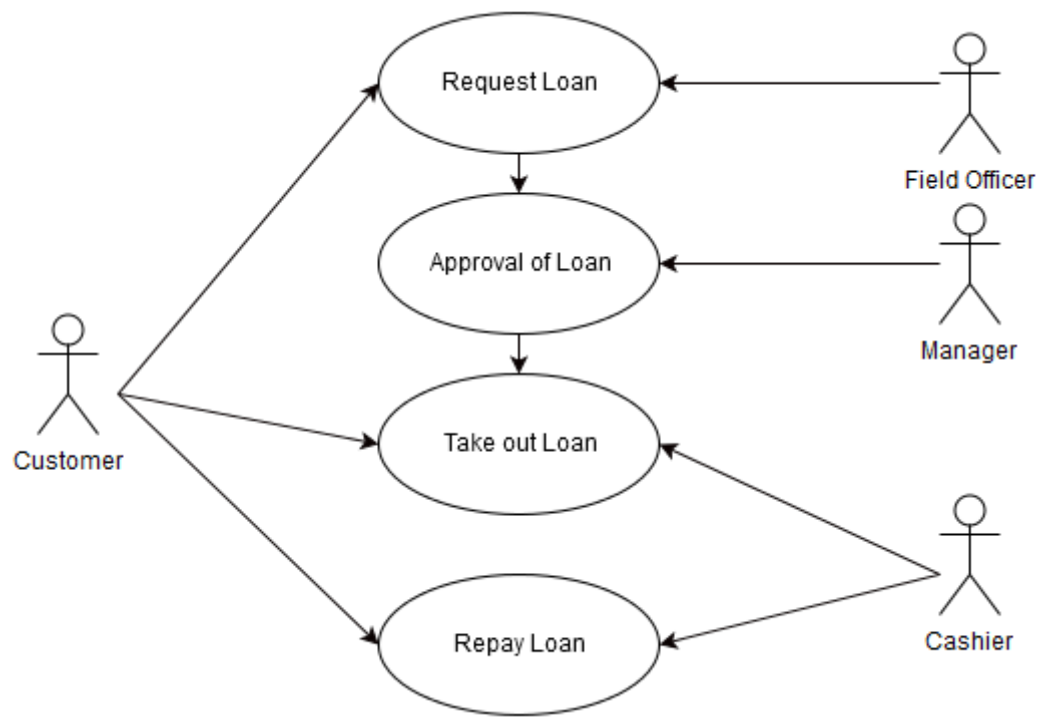 Request Loan
Field Officer
Approval of Loan
Manager
Customer
Take out Loan
Repay Loan
Cashier